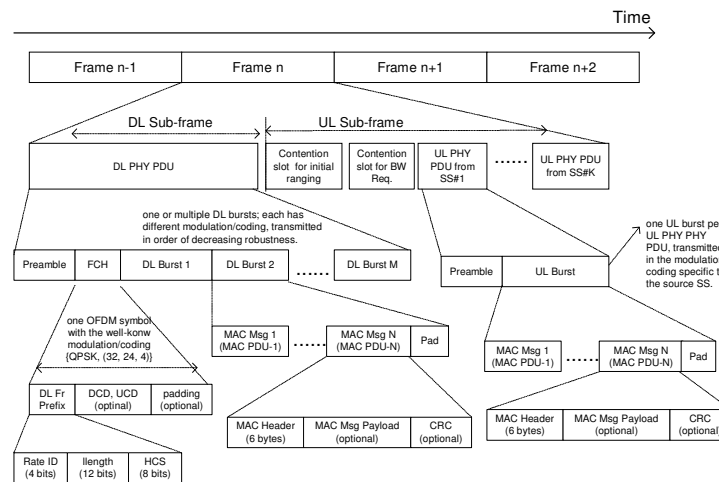 Time
Frame n-1
Frame n
Frame n+1
Frame n+2
DL Sub-frame
UL Sub-frame
DL PHY PDU
Contention
slot for initial
ranging
Contention
slot for BW
Req.
UL PHY
PDU from
SS#1
......
UL PHY PDU
from SS#K
one or multiple DL bursts; each has
different modulation/coding, transmitted
in order of decreasing robustness.
one UL burst pe
UL PHY PHY
PDU, transmitted
in the modulation
coding specific t
the source SS.
Preamble
FCH
DL Burst 1
DL Burst 2
......
DL Burst M
Preamble
UL Burst
one OFDM symbol
with the well-konw
modulation/coding
{QPSK, (32, 24, 4)}
MAC Msg 1
(MAC PDU-1)
......
MAC Msg N
(MAC PDU-N)
Pad
MAC Msg 1
(MAC PDU-1)
......
MAC Msg N
(MAC PDU-N)
Pad
DL Fr
Prefix
DCD, UCD
(optinal)
padding
(optional)
MAC Header
(6 bytes)
MAC Msg Payload
(optional)
CRC
(optional)
MAC Header
(6 bytes)
MAC Msg Payload
(optional)
CRC
(optional)
Rate ID
(4 bits)
llength
(12 bits)
HCS
(8 bits)